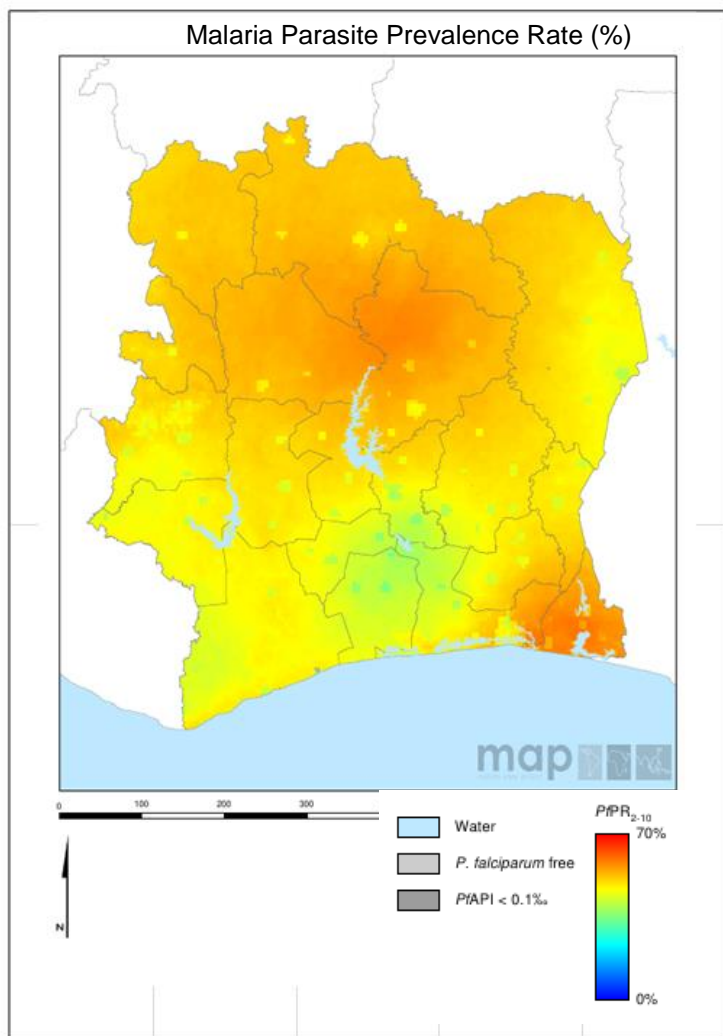 Malaria Parasite Prevalence Rate (%)
map
0 100 200 300
Water
P. falciparum free
PfAPI < 0.1‰
PfPR2-10
70%
0%
N